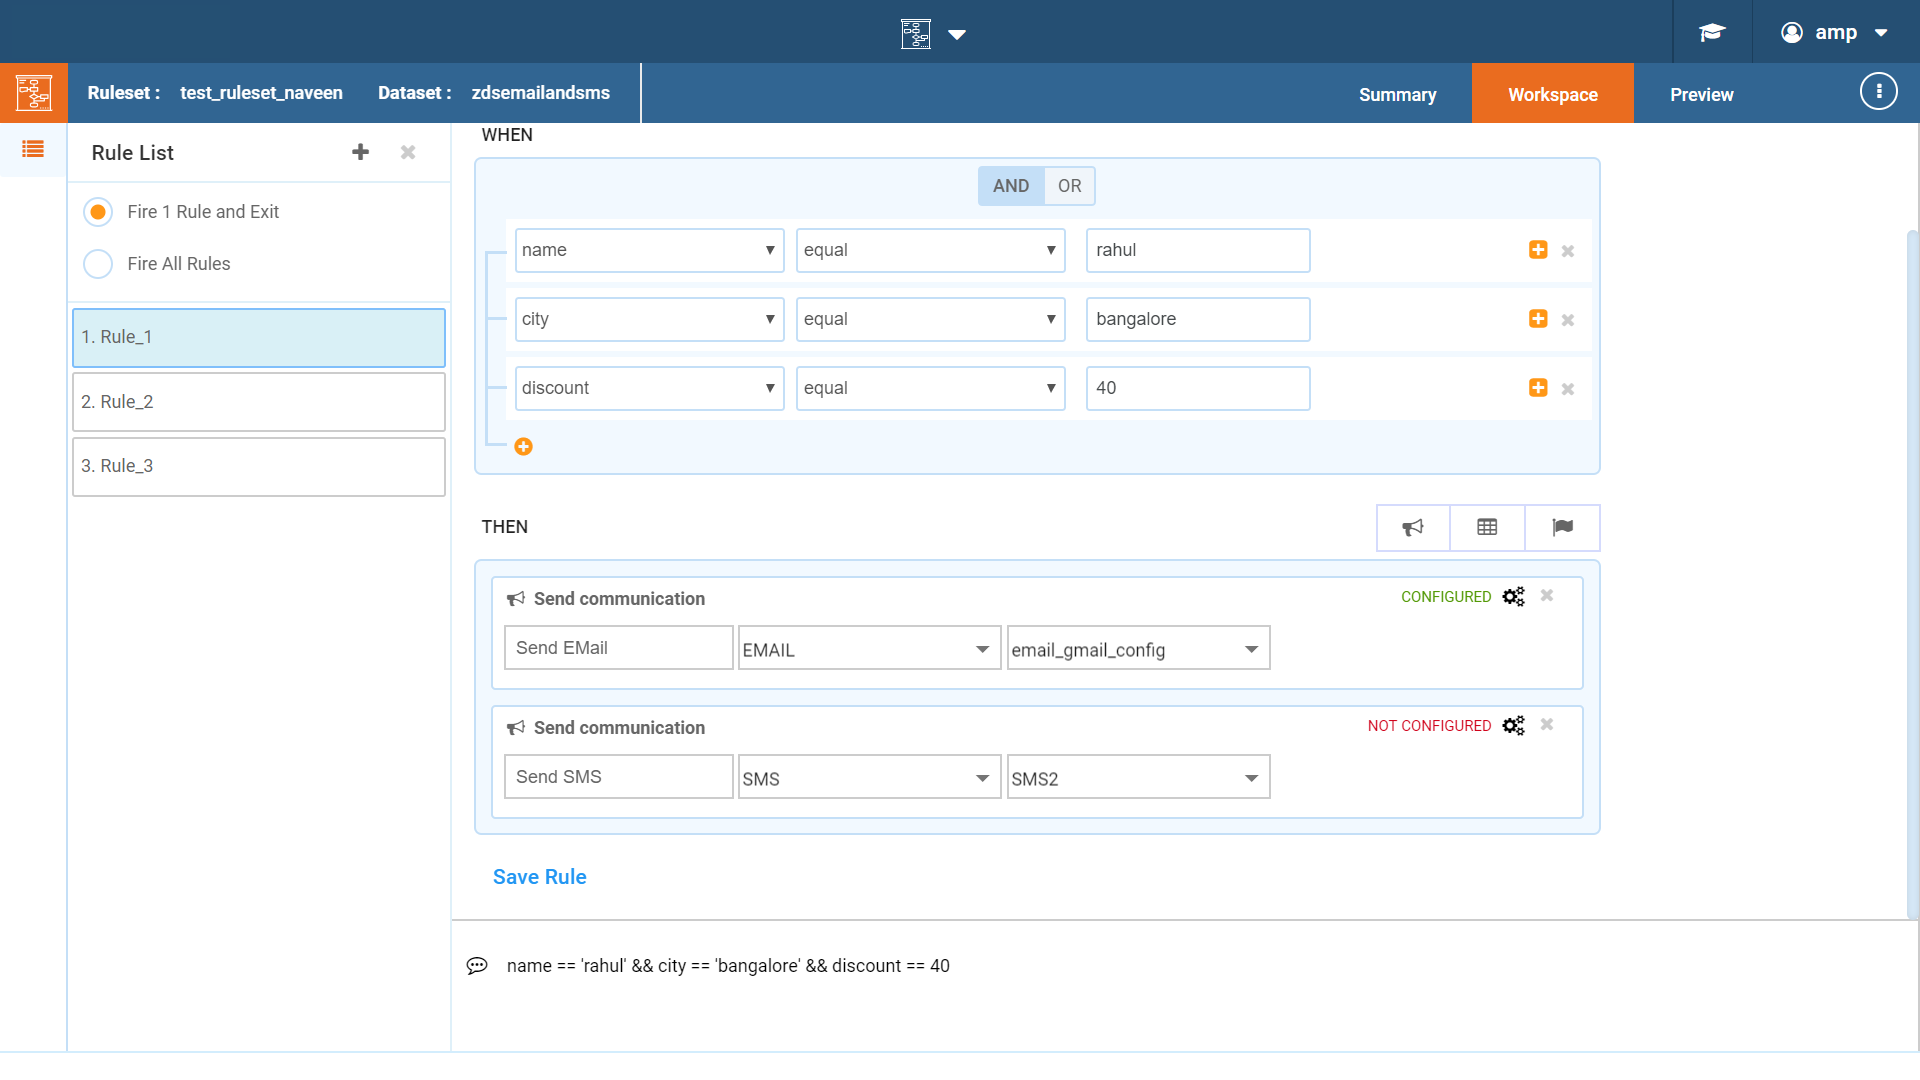 amp
Ruleset : test_ruleset_naveen Dataset : zdsemailandsms Summary Workspace Preview
Rule List
Fire 1 Rule and Exit
Fire All Rules
1. Rule_1
2. Rule_2
3. Rule_3
WHEN
AND OR
name equal rahul
city equal bangalore
discount equal 40
THEN
Send communication CONFIGURED
Send EMail EMAIL email_gmail_config
Send communication NOT CONFIGURED
Send SMS SMS SMS2
Save Rule
name == 'rahul' && city == 'bangalore' && discount == 40